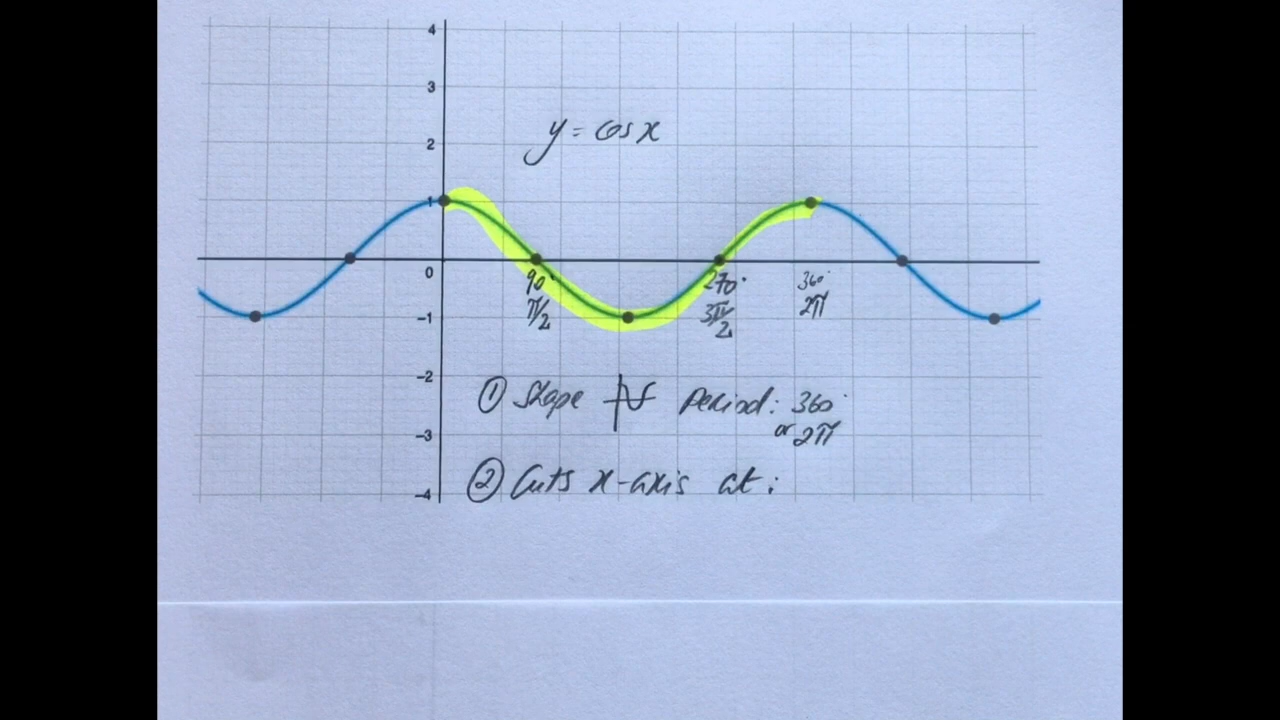 4
3
2
y = cos x
1
0
90° 270° 360°
π/2 3π/2 2π
-1
-2
① Shape Period: 360°
or 2π
-3
② Cuts x-axis at:
-4